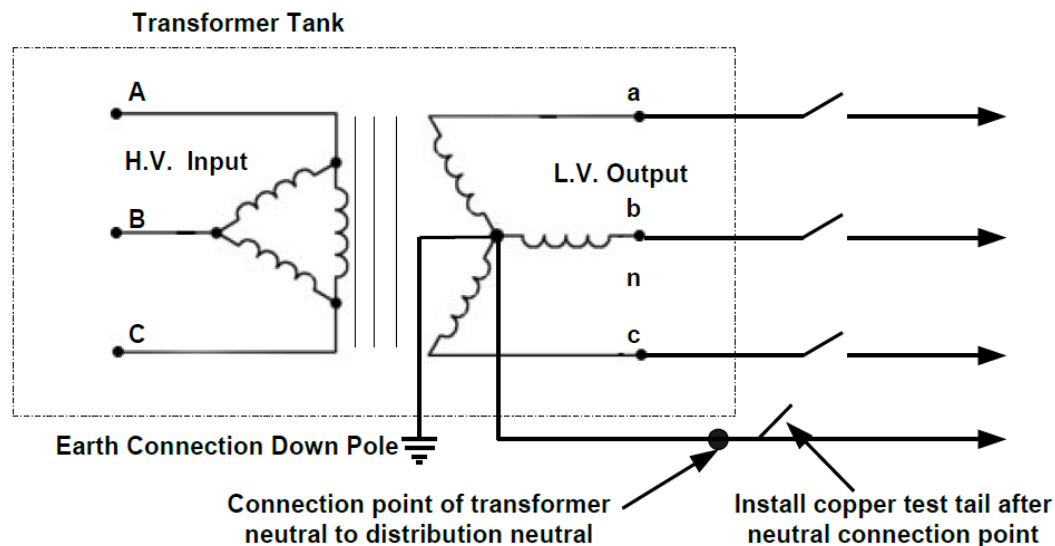 Transformer Tank
A
a
H.V. Input
L.V. Output
B
b
n
C
c
Earth Connection Down Pole
Connection point of transformer
neutral to distribution neutral
Install copper test tail after
neutral connection point